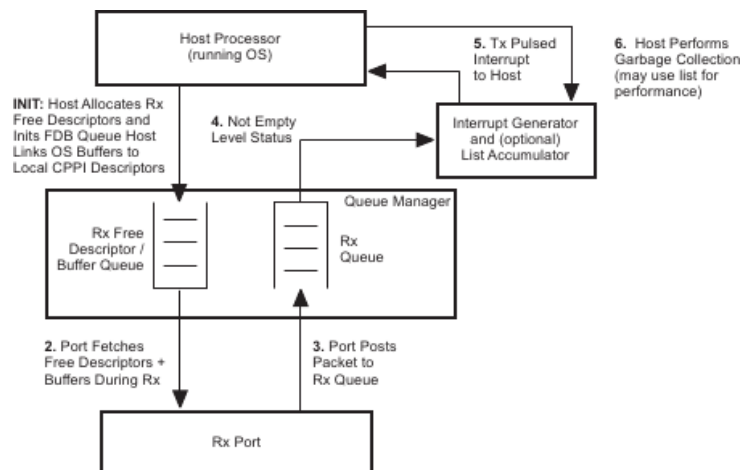 Host Processor
(running OS)
5. Tx Pulsed
Interrupt
to Host
6.  Host Performs
Garbage Collection
(may use list for
performance)
INIT: Host Allocates Rx
Free Descriptors and
Inits FDB Queue Host
Links OS Buffers to
Local CPPI Descriptors
4. Not Empty
Level Status
Interrupt Generator
and (optional)
List Accumulator
Queue Manager
Rx Free
Descriptor /
Buffer Queue
Rx
Queue
2. Port Fetches
Free Descriptors +
Buffers During Rx
3. Port Posts
Packet to
Rx Queue
Rx Port